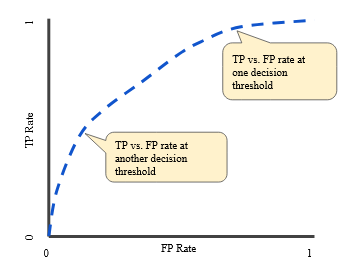 1
TP vs. FP rate at
one decision
threshold
TP Rate
TP vs. FP rate at
another decision
threshold
0
0
FP Rate
1